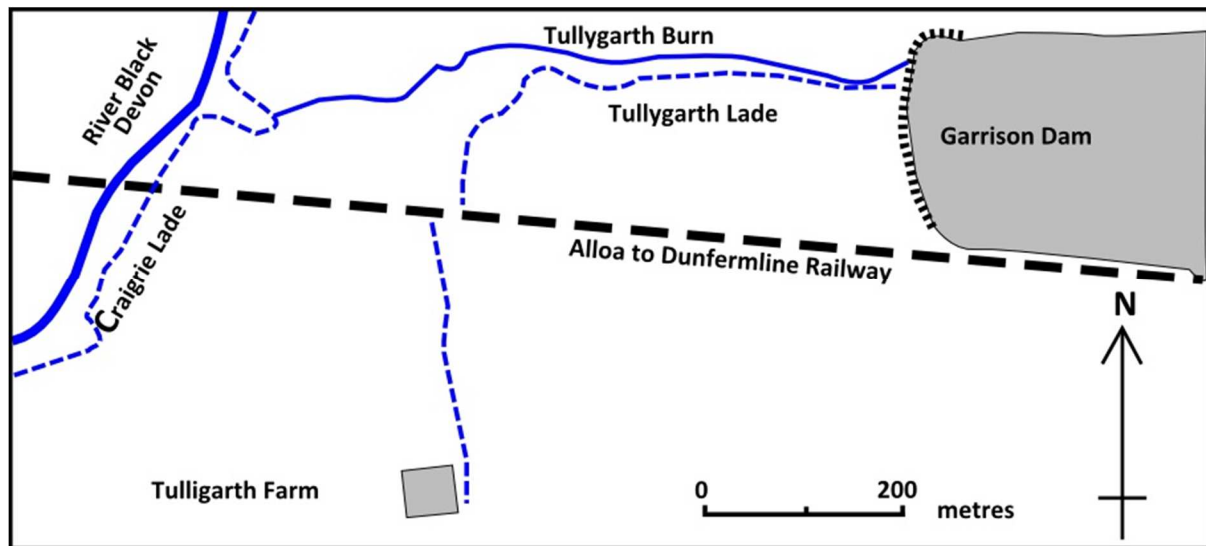 Tullygarth Burn
River Black
Devon
Tullygarth Lade
Garrison Dam
Craigrie Lade
Alloa to Dunfermline Railway
N
Tulligarth Farm
0 200
metres